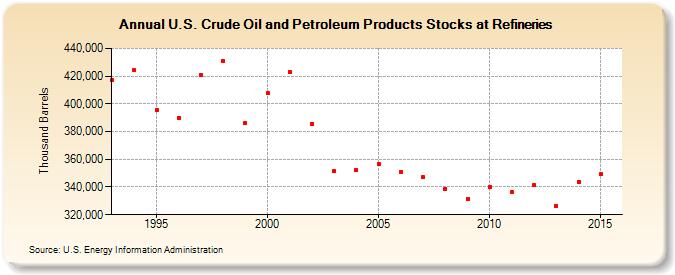 Annual U.S. Crude Oil and Petroleum Products Stocks at Refineries
Thousand Barrels
440,000
420,000
400,000
380,000
360,000
340,000
320,000
1995 2000 2005 2010 2015
Source: U.S. Energy Information Administration